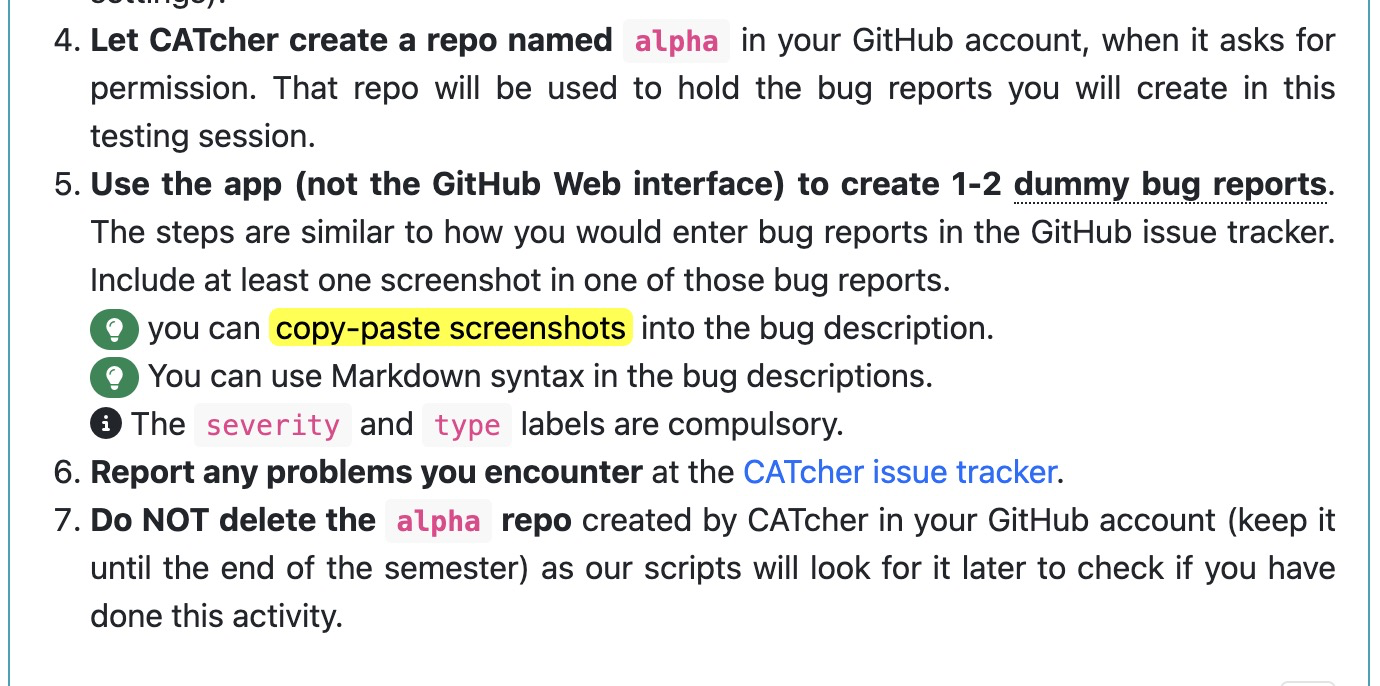 settings).
4. Let CATcher create a repo named alpha in your GitHub account, when it asks for
permission. That repo will be used to hold the bug reports you will create in this
testing session.
5. Use the app (not the GitHub Web interface) to create 1-2 dummy bug reports.
The steps are similar to how you would enter bug reports in the GitHub issue tracker.
Include at least one screenshot in one of those bug reports.
you can copy-paste screenshots into the bug description.
You can use Markdown syntax in the bug descriptions.
The severity and type labels are compulsory.
6. Report any problems you encounter at the CATcher issue tracker.
7. Do NOT delete the alpha repo created by CATcher in your GitHub account (keep it
until the end of the semester) as our scripts will look for it later to check if you have
done this activity.